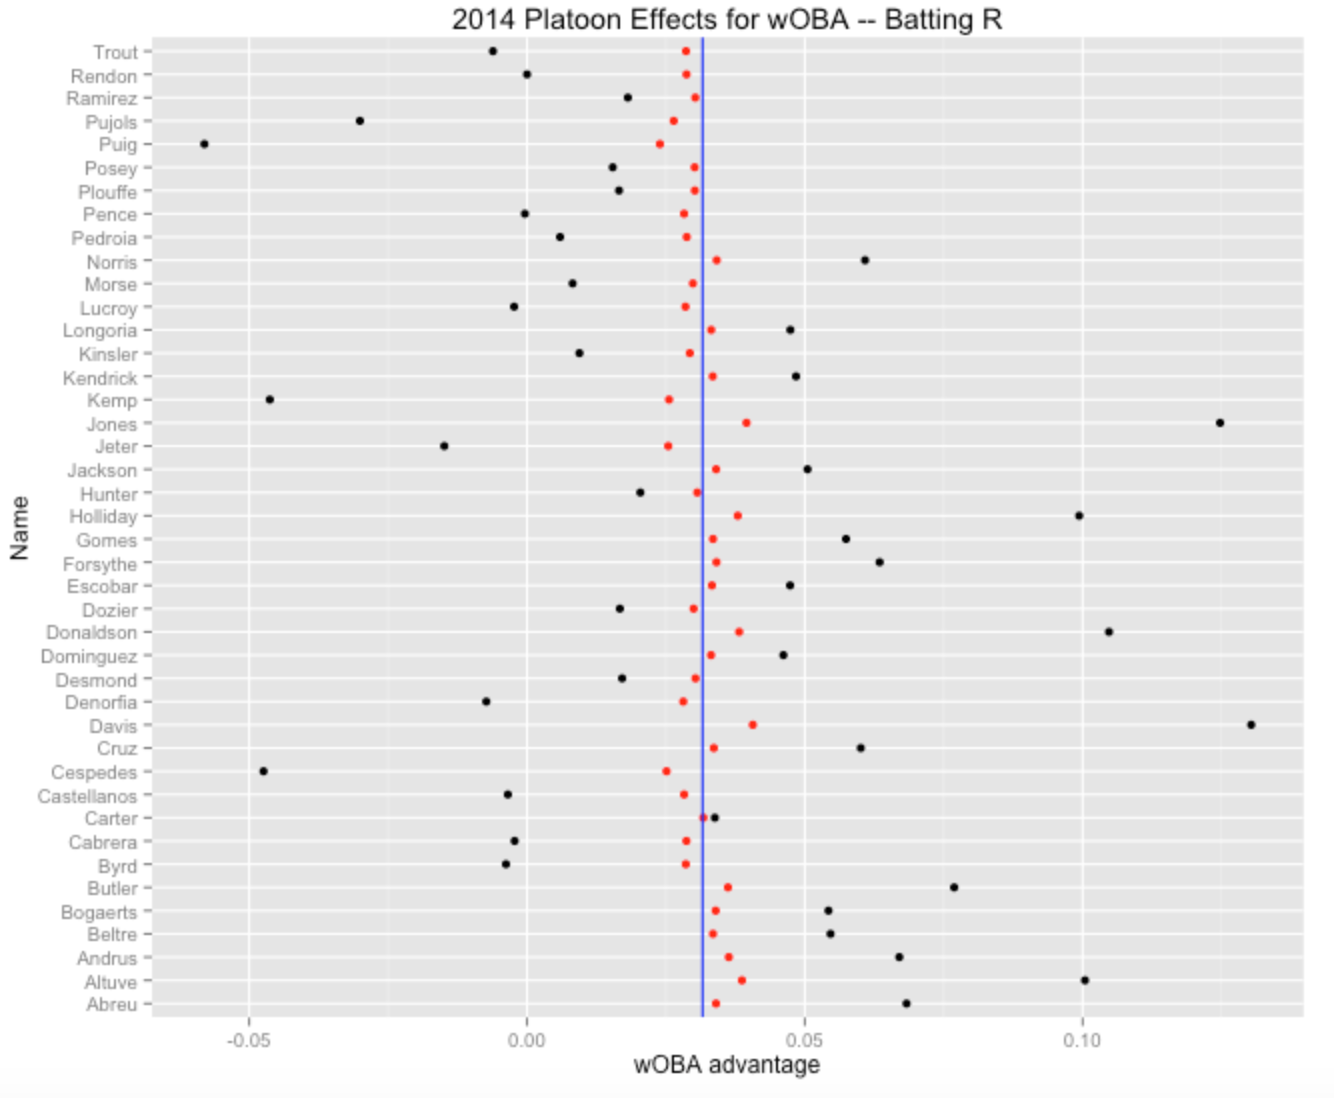 2014 Platoon Effects for wOBA -- Batting R
Trout
Rendon
Ramirez
Pujols
Puig
Posey
Plouffe
Pence
Pedroia
Norris
Morse
Lucroy
Longoria
Kinsler
Kendrick
Kemp
Jones
Jeter
Jackson
Hunter
Holliday
Gomes
Forsythe
Escobar
Dozier
Donaldson
Dominguez
Desmond
Denorfia
Davis
Cruz
Cespedes
Castellanos
Carter
Cabrera
Byrd
Butler
Bogaerts
Beltre
Andrus
Altuve
Abreu
Name
-0.05 0.00 0.05 0.10
wOBA advantage